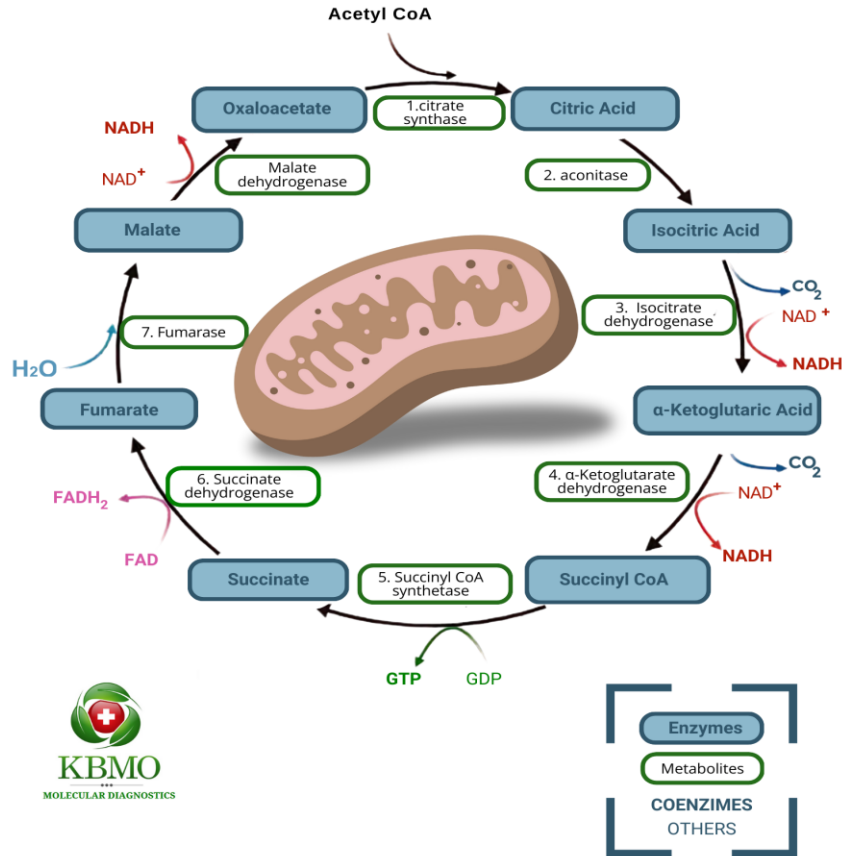 Acetyl CoA
Oxaloacetate
1.citrate
synthase
Citric Acid
NADH
NAD+
Malate
dehydrogenase
2. aconitase
Malate
Isocitric Acid
CO2
3. Isocitrate
dehydrogenase
NAD +
NADH
7. Fumarase
H2O
Fumarate
α-Ketoglutaric Acid
CO2
4. α-Ketoglutarate
dehydrogenase
NAD+
NADH
6. Succinate
dehydrogenase
FADH2
FAD
Succinate
5. Succinyl CoA
synthetase
Succinyl CoA
GTP
GDP
KBMO
MOLECULAR DIAGNOSTICS
Enzymes
Metabolites
COENZIMES
OTHERS